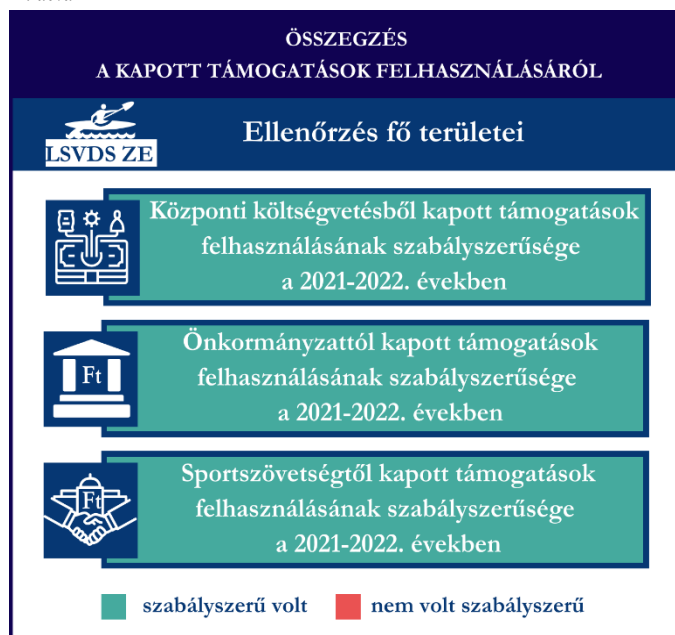 ÖSSZEGZÉS
A KAPOTT TÁMOGATÁSOK FELHASZNÁLÁSÁRÓL
LSVDS ZE
Ellenőrzés fő területei
Központi költségvetésből kapott támogatások
felhasználásának szabályszerűsége
a 2021-2022. években
Ft
Önkormányzattól kapott támogatások
felhasználásának szabályszerűsége
a 2021-2022. években
Ft
Sportszövetségtől kapott támogatások
felhasználásának szabályszerűsége
a 2021-2022. években
szabályszerű volt
nem volt szabályszerű